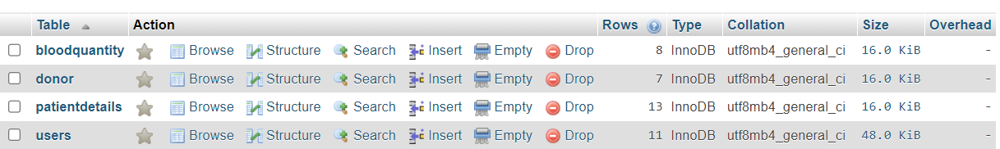 Table Action Rows Type Collation Size Overhead
bloodquantity Browse Structure Search Insert Empty Drop 8 InnoDB utf8mb4_general_ci 16.0 KiB -
donor Browse Structure Search Insert Empty Drop 7 InnoDB utf8mb4_general_ci 16.0 KiB -
patientdetails Browse Structure Search Insert Empty Drop 13 InnoDB utf8mb4_general_ci 16.0 KiB -
users Browse Structure Search Insert Empty Drop 11 InnoDB utf8mb4_general_ci 48.0 KiB -